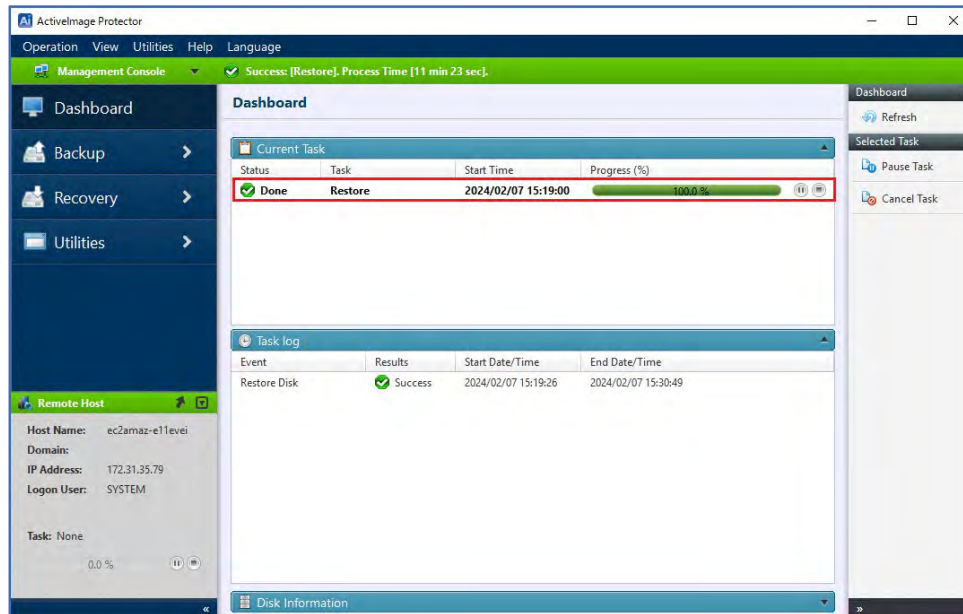 ActiveImage Protector
Operation View Utilities Help Language
Management Console
Success: [Restore]. Process Time [11 min 23 sec].
Dashboard
Backup
Recovery
Utilities
Dashboard
Current Task
Status Task Start Time Progress (%)
Done Restore 2024/02/07 15:19:00 100.0 %
Task log
Event Results Start Date/Time End Date/Time
Restore Disk Success 2024/02/07 15:19:26 2024/02/07 15:30:49
Disk Information
Dashboard
Refresh
Selected Task
Pause Task
Cancel Task
Remote Host
Host Name: ec2amaz-e11evei
Domain:
IP Address: 172.31.35.79
Logon User: SYSTEM
Task: None
0.0 %